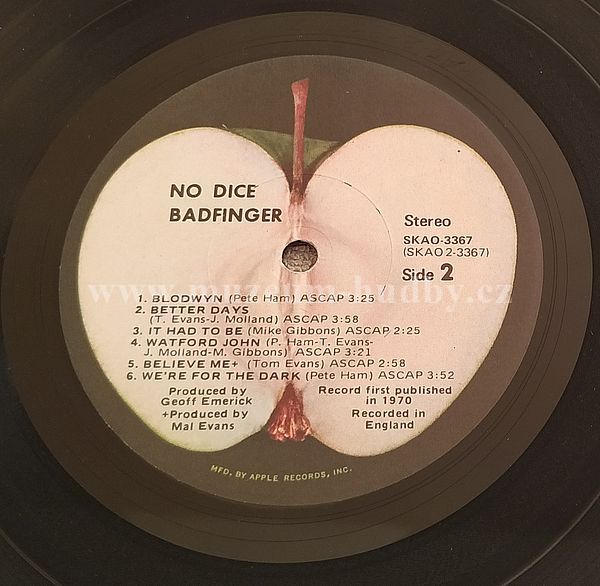 NO DICE
BADFINGER
Stereo
SKAO-3367
(SKAO 2-3367)
Side 2
www.muzeum-hudby.cz
1. BLODWYN (Pete Ham) ASCAP 3:25
2. BETTER DAYS
(T. Evans-J. Molland) ASCAP 3:58
3. IT HAD TO BE (Mike Gibbons) ASCAP 2:25
4. WATFORD JOHN (P. Ham-T. Evans-
J. Molland-M. Gibbons) ASCAP 3:21
5. BELIEVE ME+ (Tom Evans) ASCAP 2:58
6. WE'RE FOR THE DARK (Pete Ham) ASCAP 3:52
Produced by
Geoff Emerick
+Produced by
Mal Evans
Record first published
in 1970
Recorded in
England
MFD. BY APPLE RECORDS, INC.